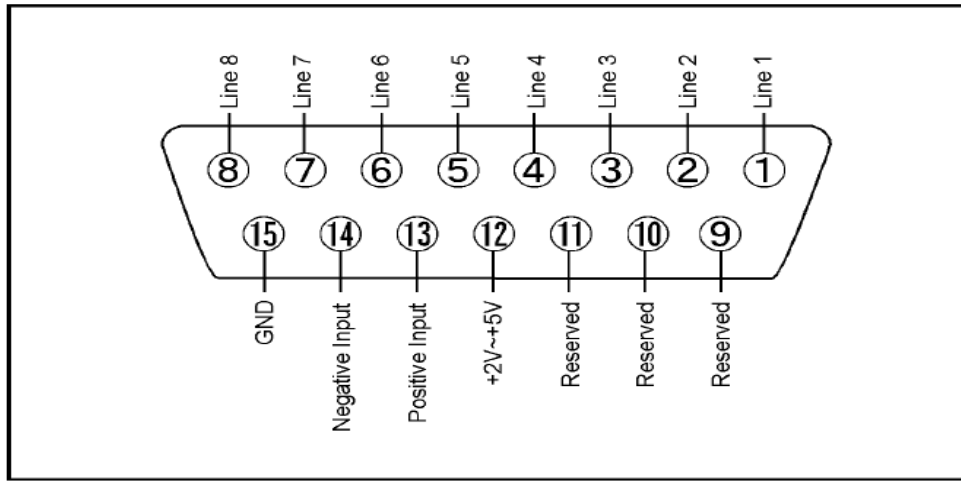 Line 8
Line 7
Line 6
Line 5
Line 4
Line 3
Line 2
Line 1
8
7
6
5
4
3
2
1
15
14
13
12
11
10
9
GND
Negative Input
Positive Input
+2V~+5V
Reserved
Reserved
Reserved